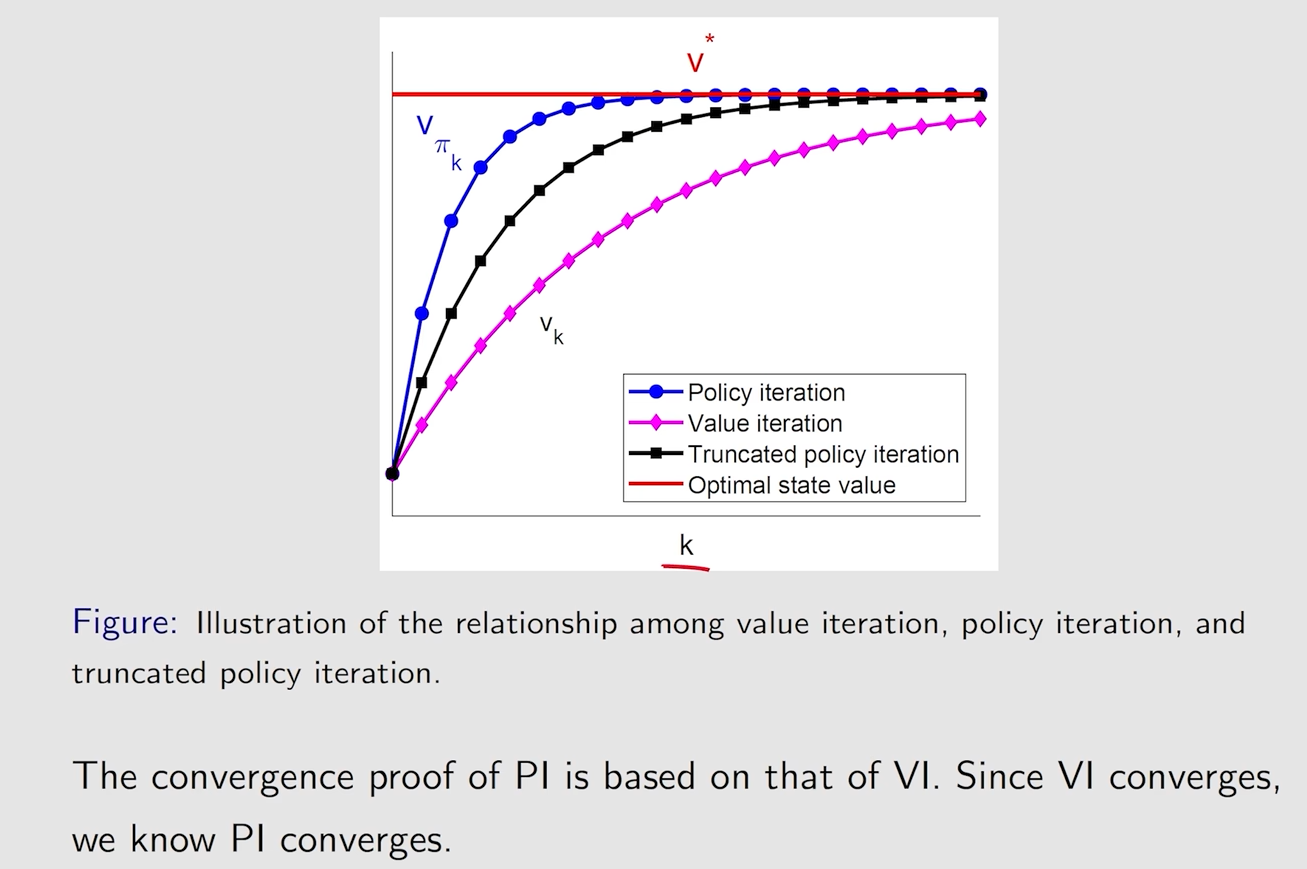 v*
vπk
vk
Policy iteration
Value iteration
Truncated policy iteration
Optimal state value
k
Figure: Illustration of the relationship among value iteration, policy iteration, and
truncated policy iteration.
The convergence proof of PI is based on that of VI. Since VI converges,
we know PI converges.